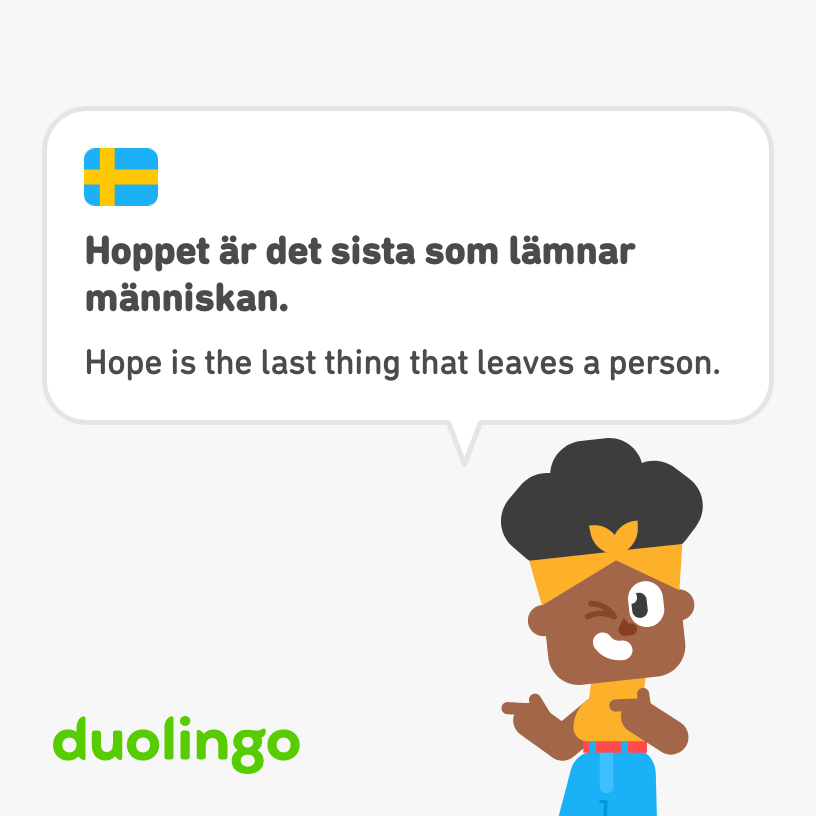 Hoppet är det sista som lämnar
människan.
Hope is the last thing that leaves a person.
duolingo